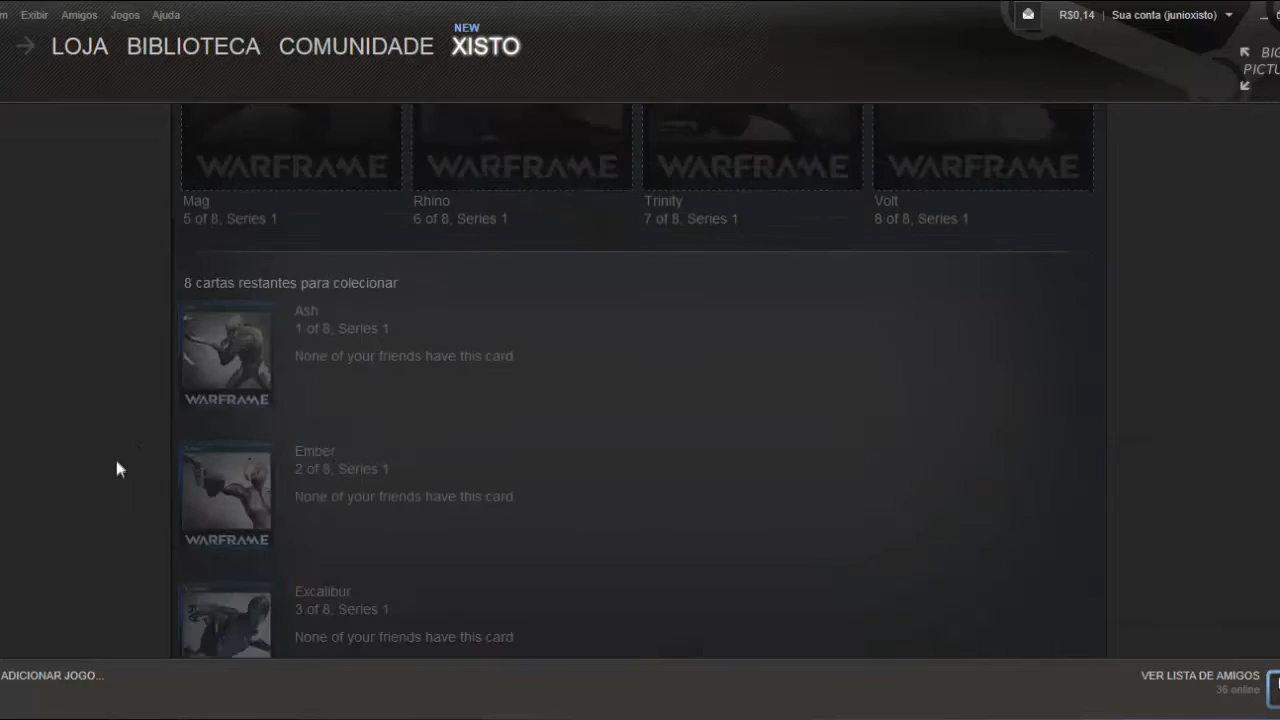 Exibir Amigos Jogos Ajuda
R$0,14 Sua conta (junioxisto)
NEW
LOJA BIBLIOTECA COMUNIDADE XISTO
WARFRAME WARFRAME WARFRAME WARFRAME
Mag Rhino Trinity Volt
5 of 8, Series 1 6 of 8, Series 1 7 of 8, Series 1 8 of 8, Series 1
8 cartas restantes para colecionar
Ash
1 of 8, Series 1
None of your friends have this card.
WARFRAME
Ember
2 of 8, Series 1
None of your friends have this card.
WARFRAME
Excalibur
3 of 8, Series 1
None of your friends have this card.
ADICIONAR JOGO...
VER LISTA DE AMIGOS
36 online